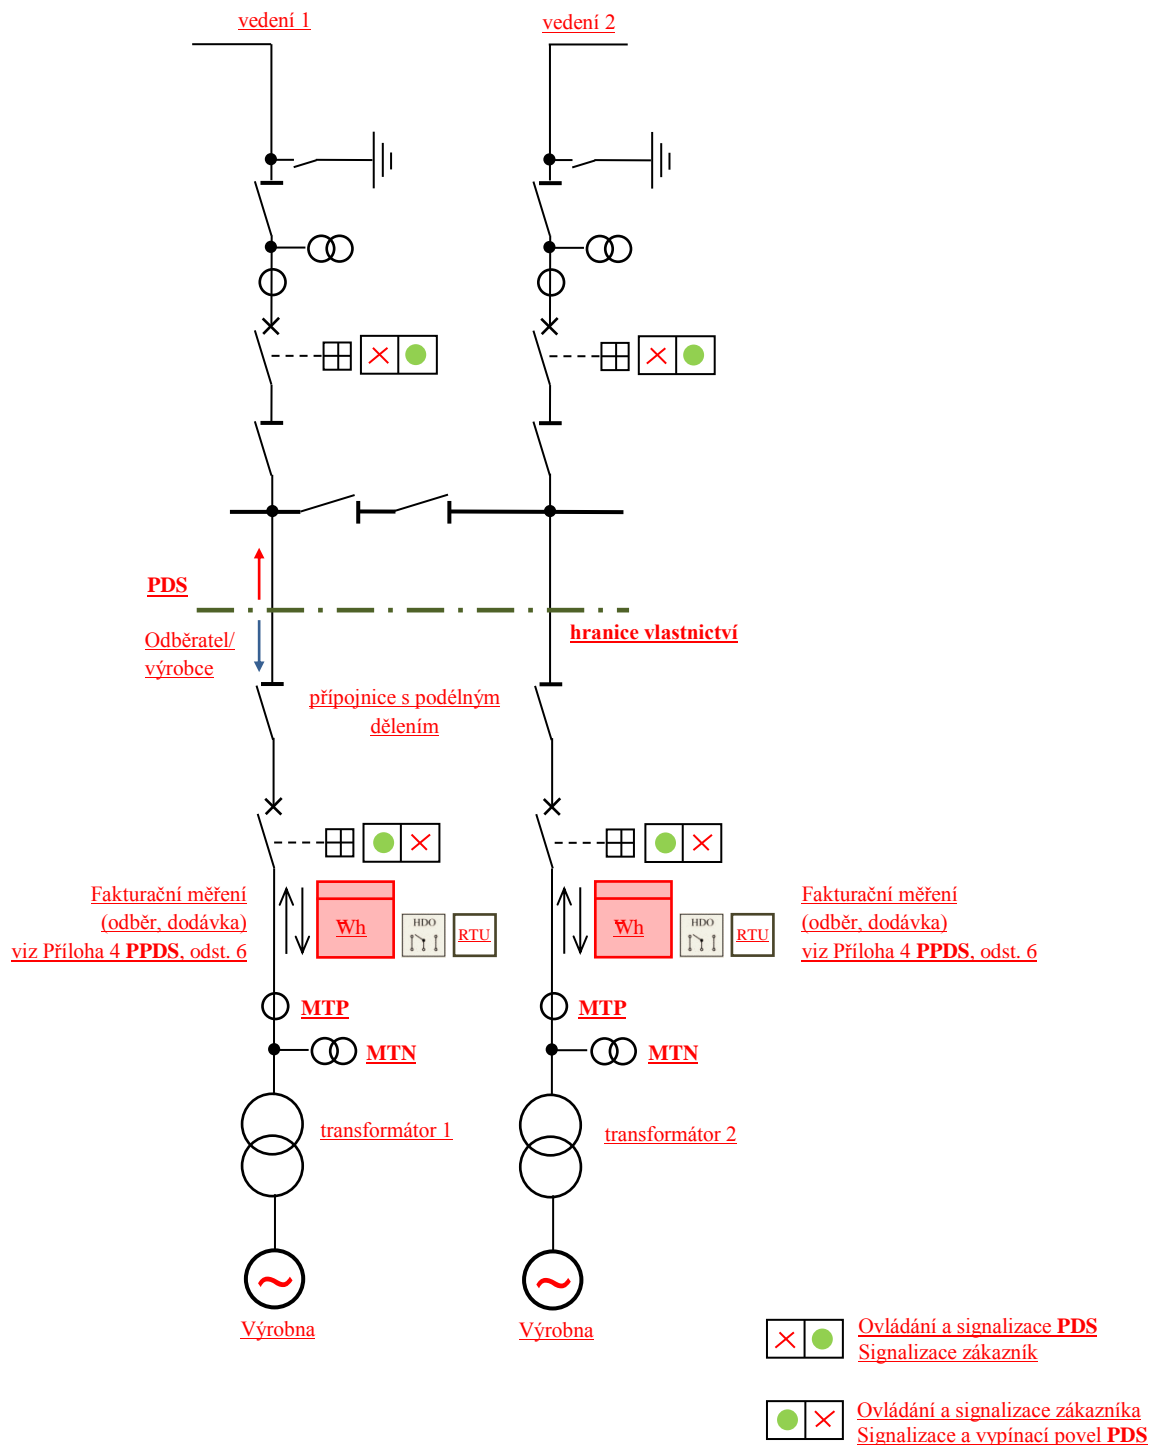 vedení 1
vedení 2
PDS
Odběratel/
výrobce
hranice vlastnictví
přípojnice s podélným
dělením
Fakturační měření
(odběr, dodávka)
viz Příloha 4 PPDS, odst. 6
Wh
HDO
RTU
Wh
HDO
RTU
Fakturační měření
(odběr, dodávka)
viz Příloha 4 PPDS, odst. 6
MTP
MTP
MTN
MTN
transformátor 1
transformátor 2
Výrobna
Výrobna
Ovládání a signalizace PDS
Signalizace zákazník
Ovládání a signalizace zákazníka
Signalizace a vypínací povel PDS